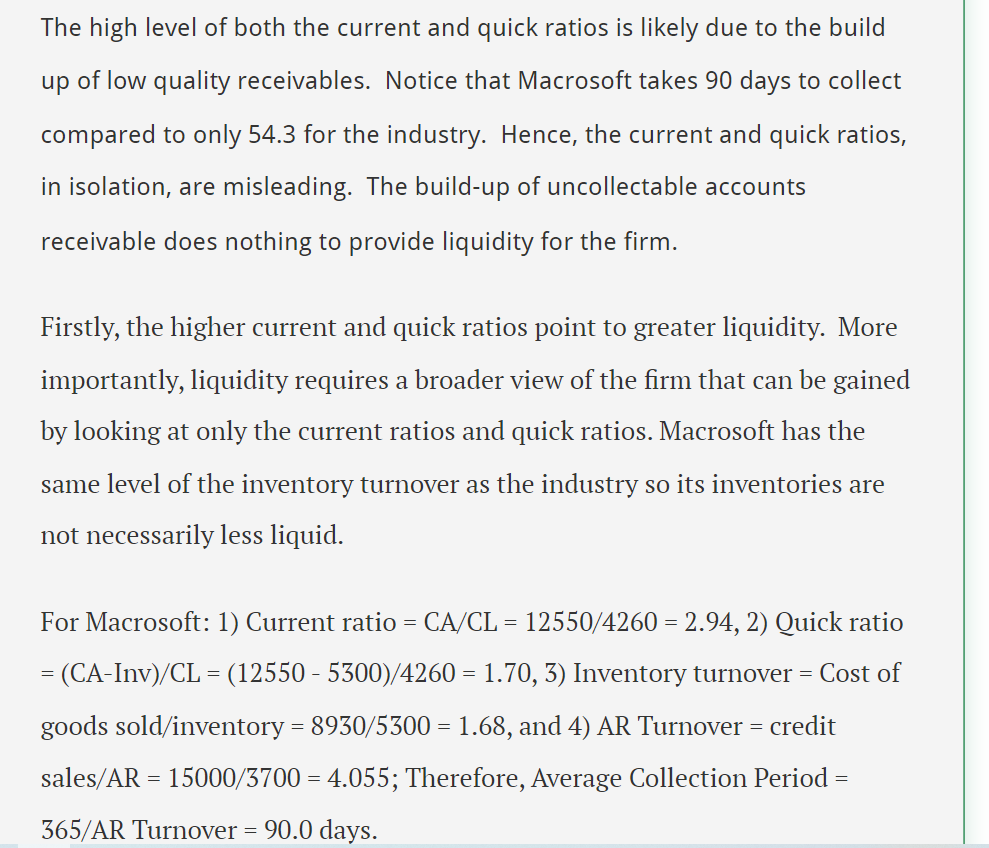 The high level of both the current and quick ratios is likely due to the build
up of low quality receivables.  Notice that Macrosoft takes 90 days to collect
compared to only 54.3 for the industry.  Hence, the current and quick ratios,
in isolation, are misleading.  The build-up of uncollectable accounts
receivable does nothing to provide liquidity for the firm.
Firstly, the higher current and quick ratios point to greater liquidity.  More
importantly, liquidity requires a broader view of the firm that can be gained
by looking at only the current ratios and quick ratios. Macrosoft has the
same level of the inventory turnover as the industry so its inventories are
not necessarily less liquid.
For Macrosoft: 1) Current ratio = CA/CL = 12550/4260 = 2.94, 2) Quick ratio
= (CA-Inv)/CL = (12550 - 5300)/4260 = 1.70, 3) Inventory turnover = Cost of
goods sold/inventory = 8930/5300 = 1.68, and 4) AR Turnover = credit
sales/AR = 15000/3700 = 4.055; Therefore, Average Collection Period =
365/AR Turnover = 90.0 days.